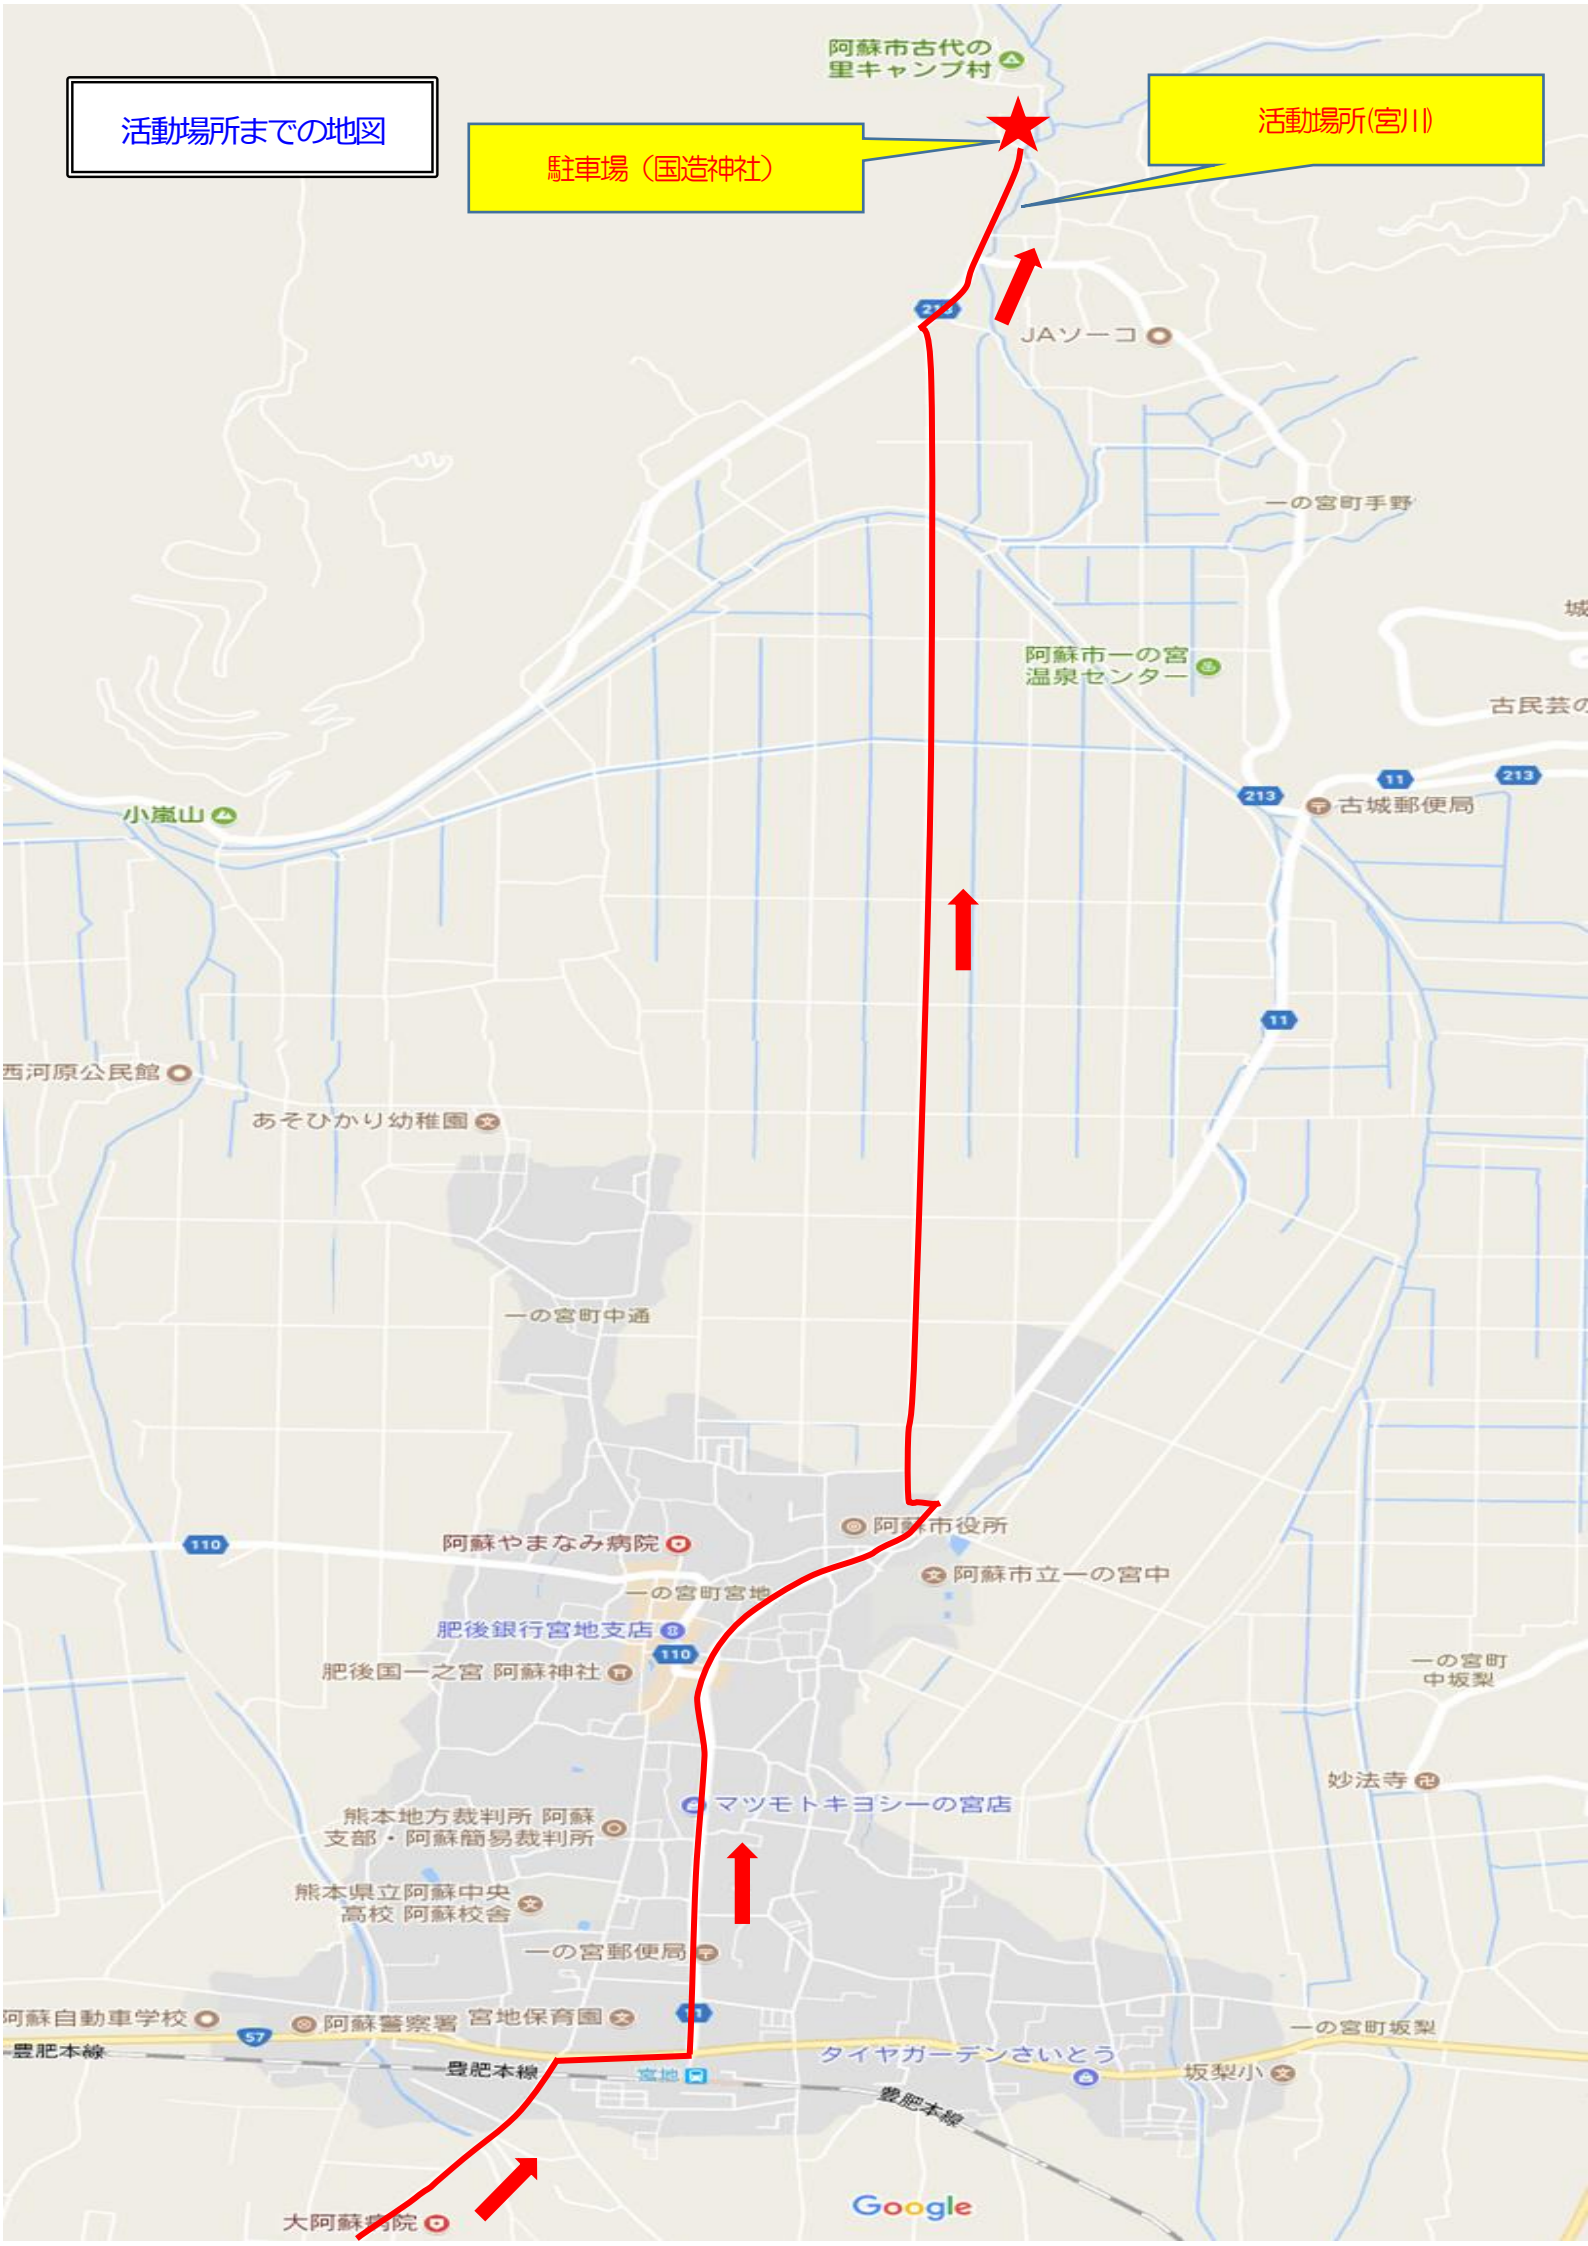 阿蘇市古代の
里キャンプ村
活動場所までの地図
活動場所(宮川)
駐車場（国造神社）
213
JAソーコ
一の宮町手野
城
阿蘇市一の宮
温泉センター
古民芸の
11
213
213
古城郵便局
小嵐山
11
西河原公民館
あそひかり幼稚園
一の宮町中通
阿蘇市役所
110
阿蘇やまなみ病院
阿蘇市立一の宮中
一の宮町宮地
肥後銀行宮地支店
110
肥後国一之宮 阿蘇神社
一の宮町
中坂梨
妙法寺
マツモトキヨシ一の宮店
熊本地方裁判所 阿蘇
支部・阿蘇簡易裁判所
熊本県立阿蘇中央
高校 阿蘇校舎
一の宮郵便局
阿蘇自動車学校
57
阿蘇警察署
宮地保育園
11
一の宮町坂梨
豊肥本線
豊肥本線
宮地
タイヤガーデンさいとう
坂梨小
豊肥本線
大阿蘇病院
Google